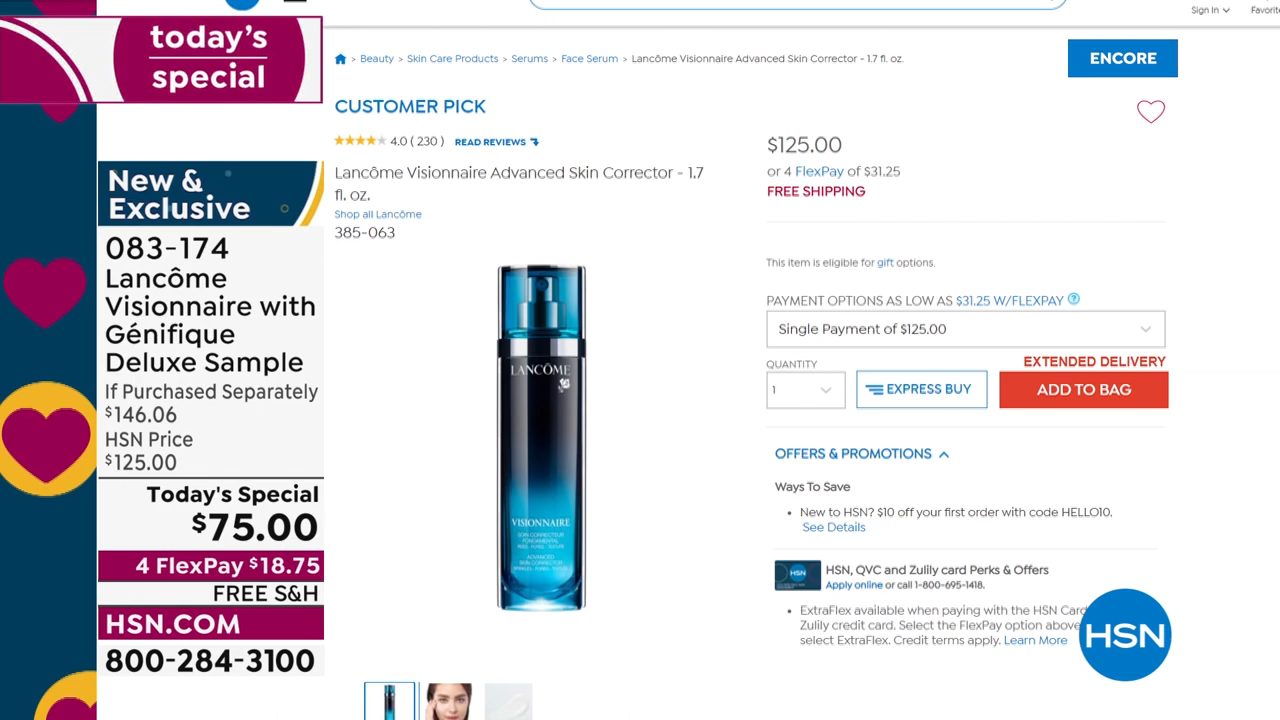 today's
special
New &
Exclusive
083-174
Lancôme
Visionnaire with
Génifique
Deluxe Sample
If Purchased Separately
$146.06
HSN Price
$125.00
Today's Special
$75.00
4 FlexPay $18.75
FREE S&H
HSN.COM
800-284-3100
Sign In
Beauty > Skin Care Products > Serums > Face Serum > Lancôme Visionnaire Advanced Skin Corrector - 1.7 fl. oz.
ENCORE
CUSTOMER PICK
4.0 ( 230 ) READ REVIEWS
Lancôme Visionnaire Advanced Skin Corrector - 1.7
fl. oz.
Shop all Lancôme
385-063
LANCÔME
VISIONNAIRE
SOIN CORRECTEUR
FONDAMENTAL
ADVANCED
SKIN CORRECTOR
$125.00
or 4 FlexPay of $31.25
FREE SHIPPING
This item is eligible for gift options.
PAYMENT OPTIONS AS LOW AS $31.25 W/FLEXPAY ?
Single Payment of $125.00
QUANTITY
1
EXPRESS BUY
EXTENDED DELIVERY
ADD TO BAG
OFFERS & PROMOTIONS
Ways To Save
• New to HSN? $10 off your first order with code HELLO10.
See Details
HSN
HSN, QVC and Zulily card Perks & Offers
Apply online or call 1-800-695-1418.
• ExtraFlex available when paying with the HSN Card
Zulily credit card. Select the FlexPay option above
select ExtraFlex. Credit terms apply. Learn More
HSN